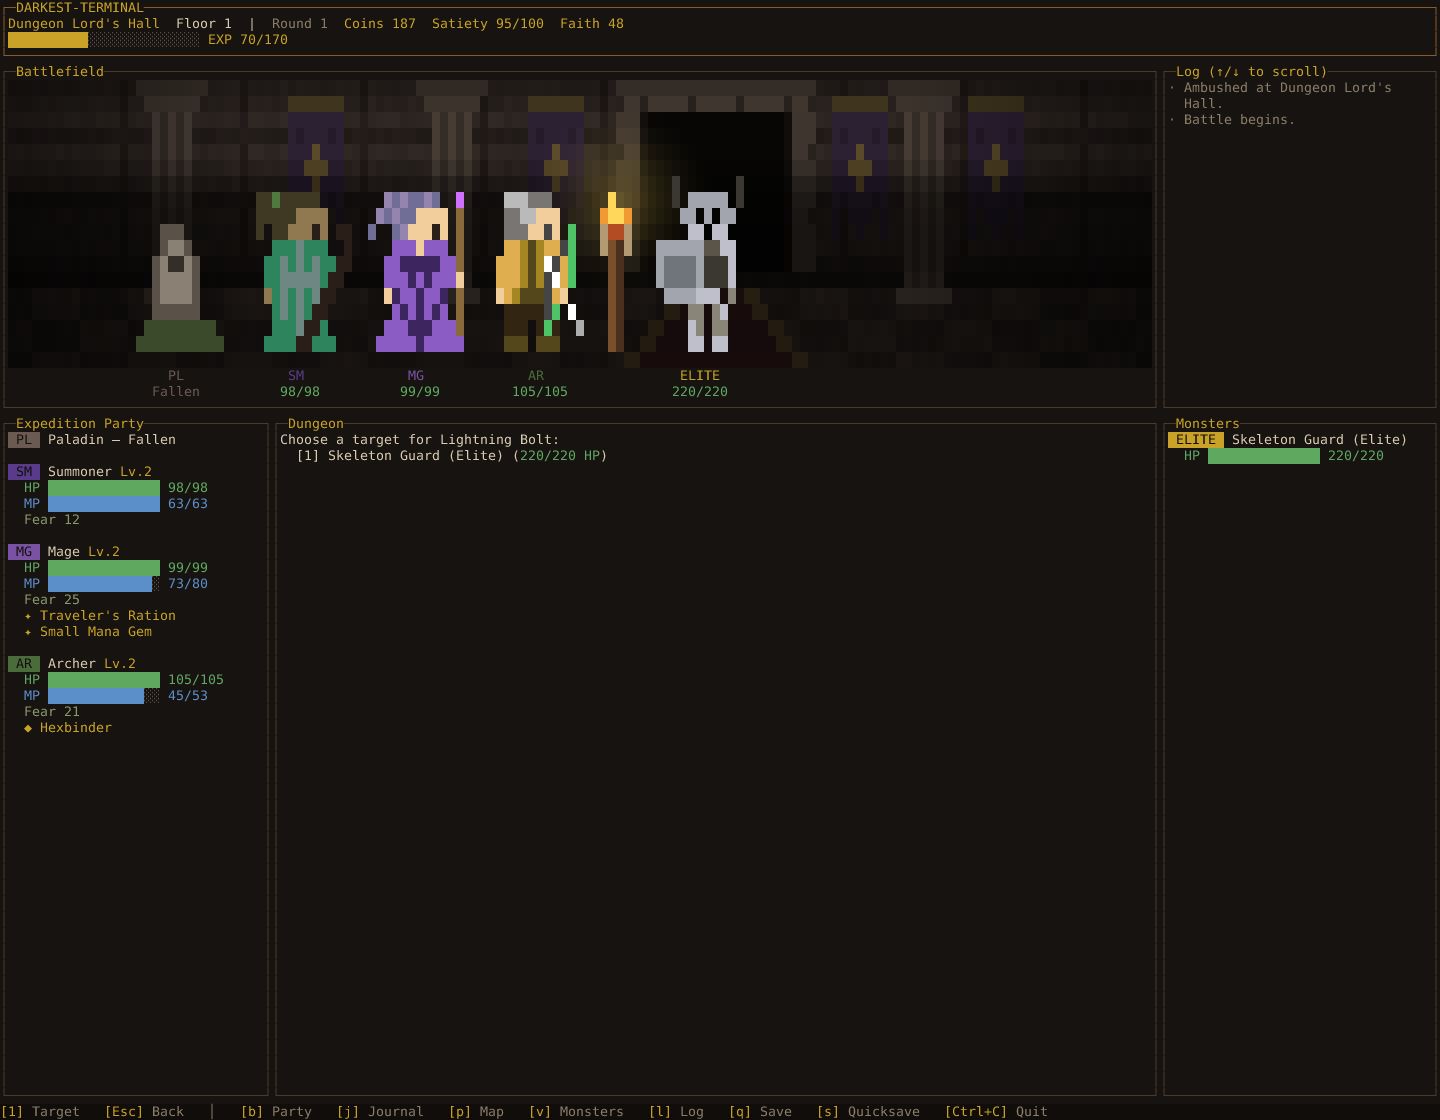 DARKEST-TERMINAL
Dungeon Lord's Hall  Floor 1  |  Round 1  Coins 187  Satiety 95/100  Faith 48
EXP 70/170
Battlefield
PL
Fallen
SM
98/98
MG
99/99
AR
105/105
ELITE
220/220
Log (↑/↓ to scroll)
· Ambushed at Dungeon Lord's
Hall.
· Battle begins.
Expedition Party
PL Paladin — Fallen
SM Summoner Lv.2
HP 98/98
MP 63/63
Fear 12
MG Mage Lv.2
HP 99/99
MP 73/80
Fear 25
✦ Traveler's Ration
✦ Small Mana Gem
AR Archer Lv.2
HP 105/105
MP 45/53
Fear 21
◆ Hexbinder
Dungeon
Choose a target for Lightning Bolt:
[1] Skeleton Guard (Elite) (220/220 HP)
Monsters
ELITE Skeleton Guard (Elite)
HP 220/220
[1] Target  [Esc] Back  │  [b] Party  [j] Journal  [p] Map  [v] Monsters  [l] Log  [q] Save  [s] Quicksave  [Ctrl+C] Quit